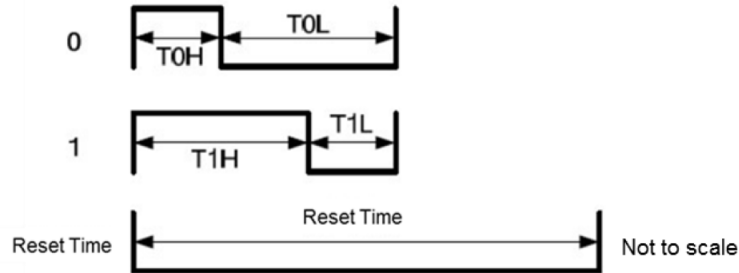 0
T0H
T0L
1
T1H
T1L
Reset Time
Reset Time
Not to scale